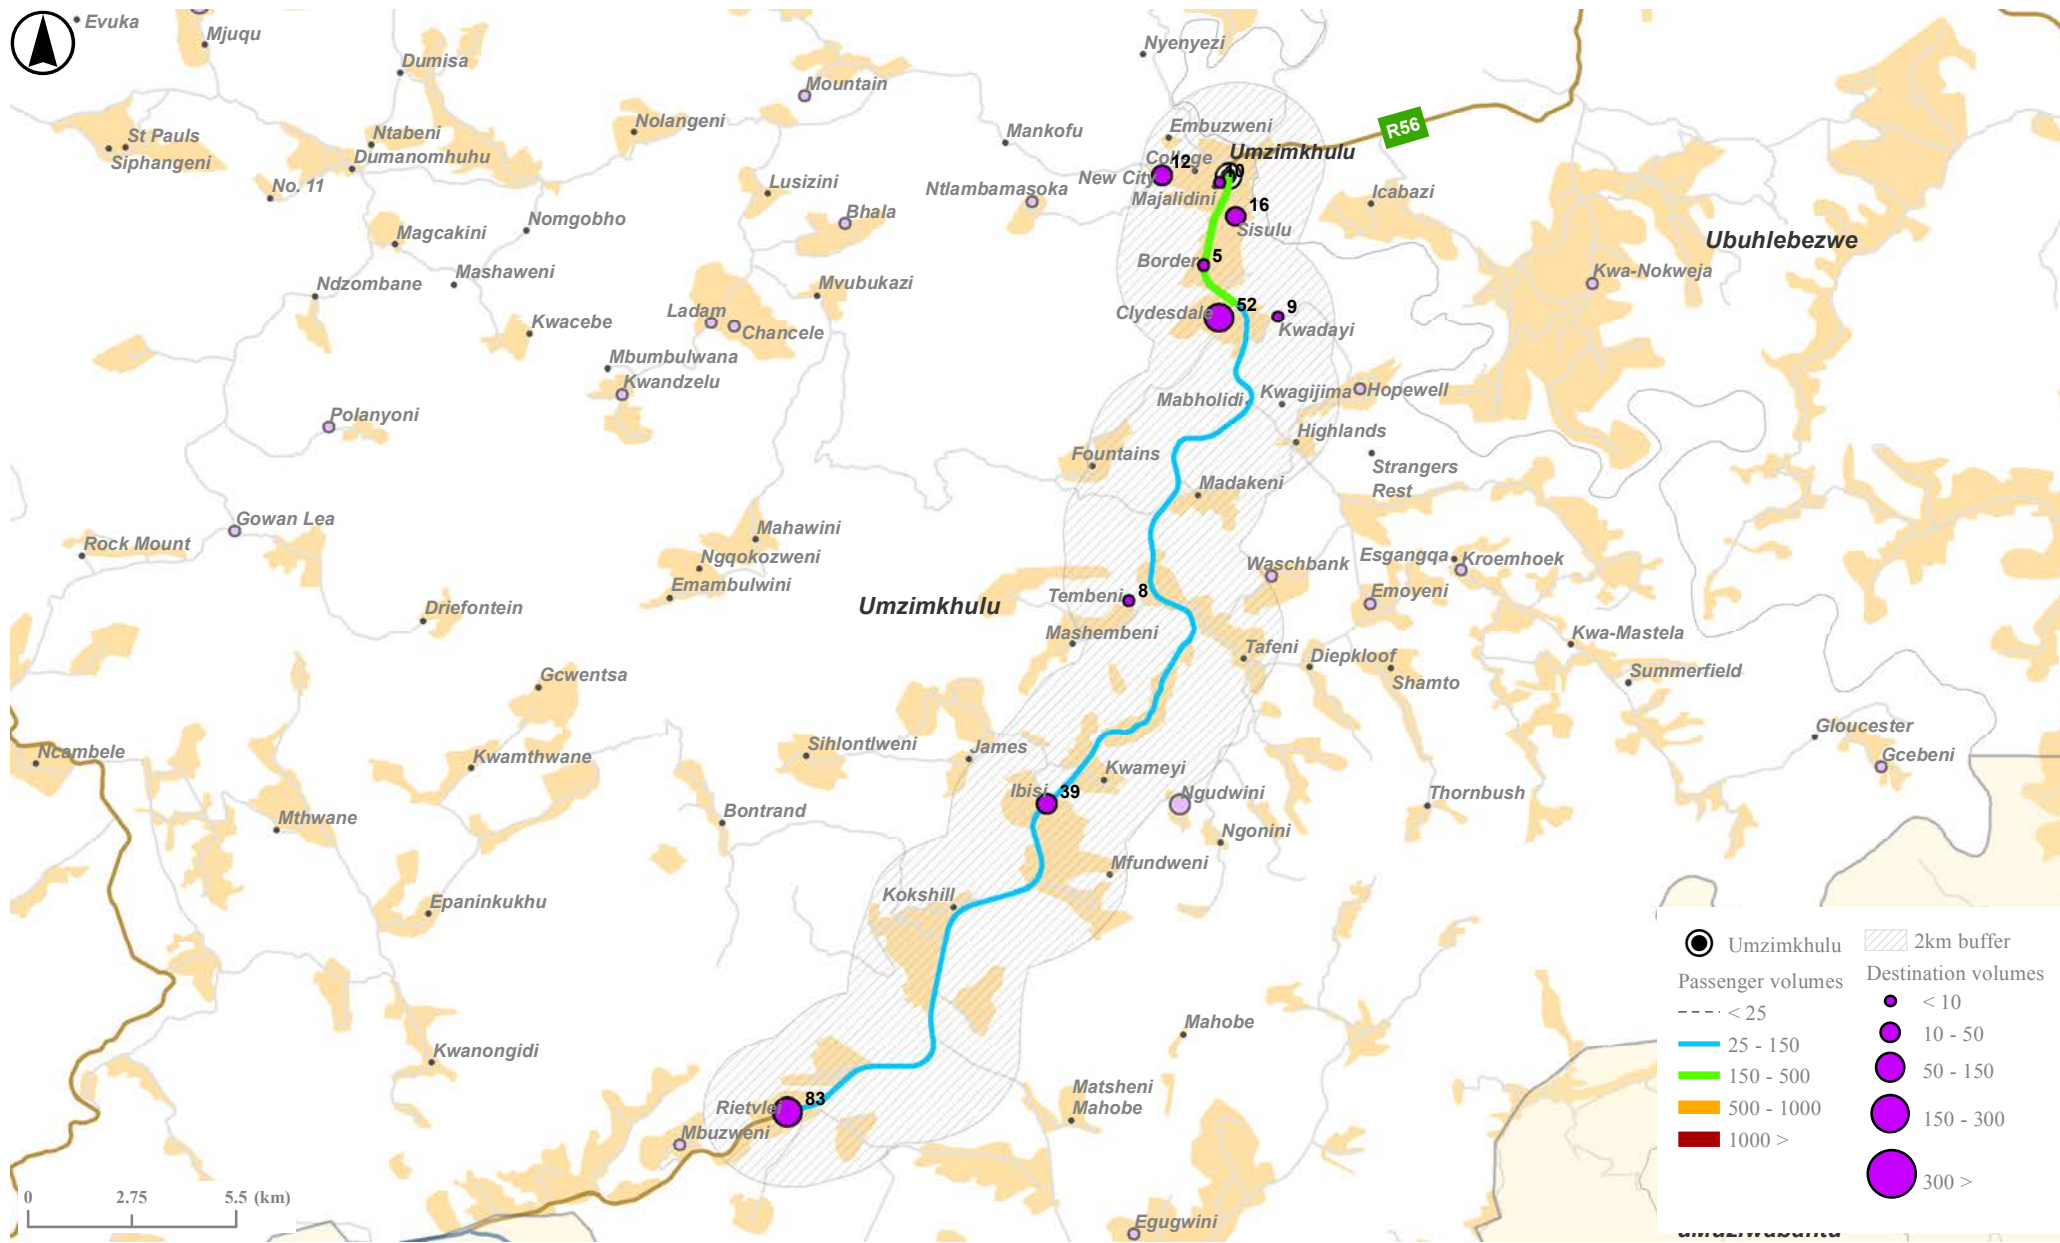 Evuka
Mjuqu
Dumisa
Nyenyezi
Mountain
Nolangeni
Mankofu
Embuzweni
R56
St Pauls
Siphangeni
Ntabeni
Dumanomhuhu
No. 11
Lusizini
Ntlambamasoka
College
12
New City
Umzimkhulu
Majalidini
Icabazi
Bhala
Nomgobho
Magcakini
16
Sisulu
Ubuhlebezwe
Border
5
Mashaweni
Ndzombane
Mvubukazi
Kwa-Nokweja
Ladam
Chancele
Kwacebe
Clydesdale
52
9
Kwadayi
Mbumbulwana
Kwandzelu
Mabholidi
Kwagijima
Hopewell
Polanyoni
Highlands
Fountains
Strangers
Rest
Madakeni
Gowan Lea
Rock Mount
Mahawini
Ngqokozweni
Emambulwini
Waschbank
Esgangqa
Kroemhoek
Emoyeni
Driefontein
Umzimkhulu
Tembeni
8
Mashembeni
Tafeni
Diepkloof
Shamto
Kwa-Mastela
Summerfield
Gcwentsa
Ncambele
Kwamthwane
Sihlontlweni
James
Gloucester
Gcebeni
Kwameyi
Ibisi
39
Ngudwini
Thornbush
Mthwane
Bontrand
Ngonini
Mfundweni
Kokshill
Epaninkukhu
Kwanongidi
Mahobe
Matsheni
Mahobe
Rietvlei
83
Mbuzweni
Egugwini
0 2.75 5.5 (km)
Umzimkhulu
Passenger volumes
< 25
25 - 150
150 - 500
500 - 1000
1000 >
2km buffer
Destination volumes
< 10
10 - 50
50 - 150
150 - 300
300 >